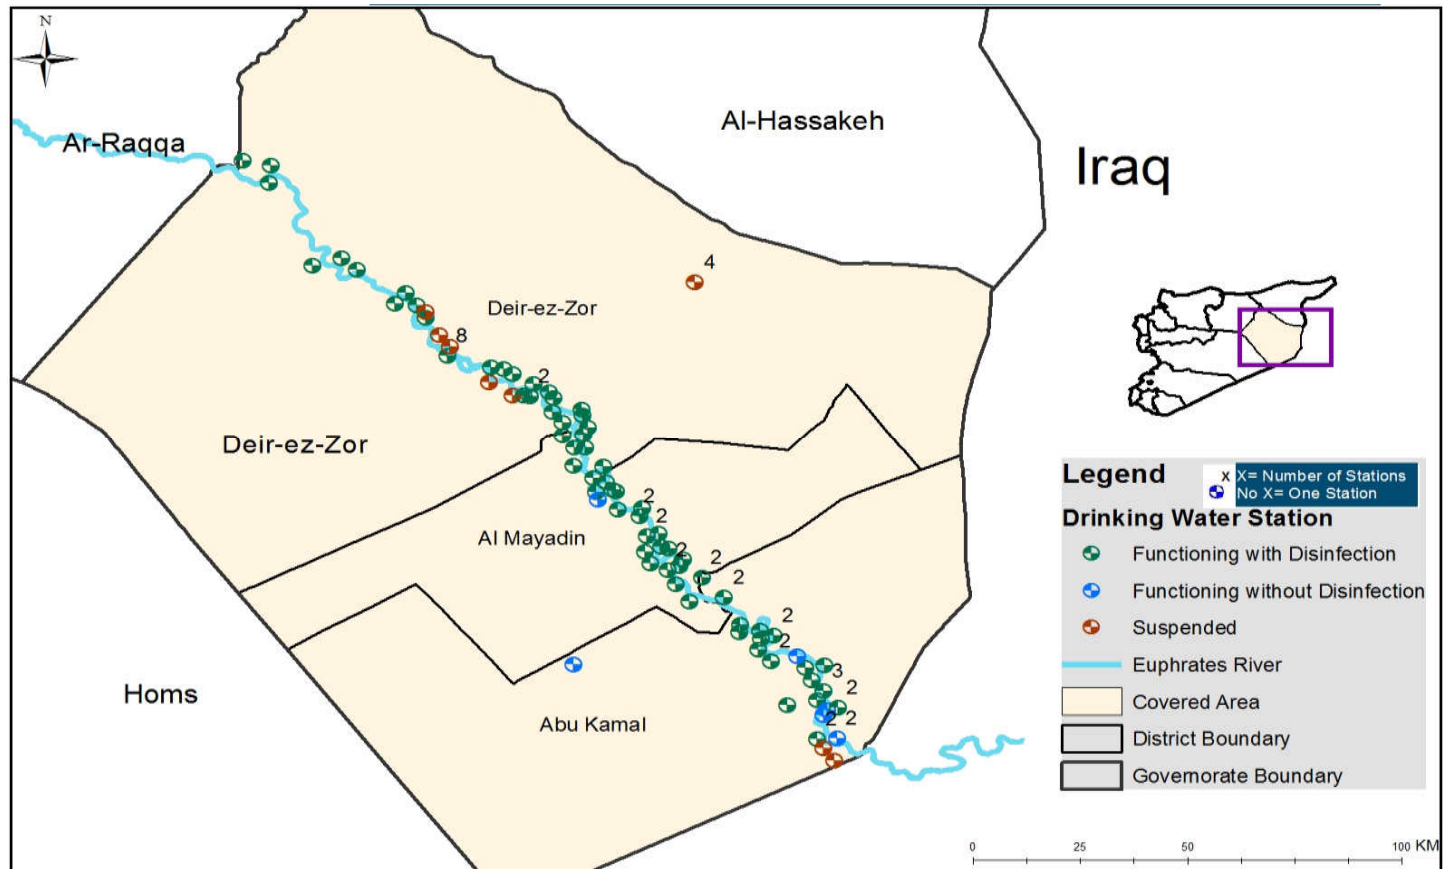 N
Ar-Raqqa
Al-Hassakeh
Iraq
4
Deir-ez-Zor
8
2
Deir-ez-Zor
2
2
Al Mayadin
2
2
2
2
2
Homs
3
2
Abu Kamal
2 2
Legend
X X= Number of Stations
No X= One Station
Drinking Water Station
Functioning with Disinfection
Functioning without Disinfection
Suspended
Euphrates River
Covered Area
District Boundary
Governorate Boundary
0 25 50 100 KM